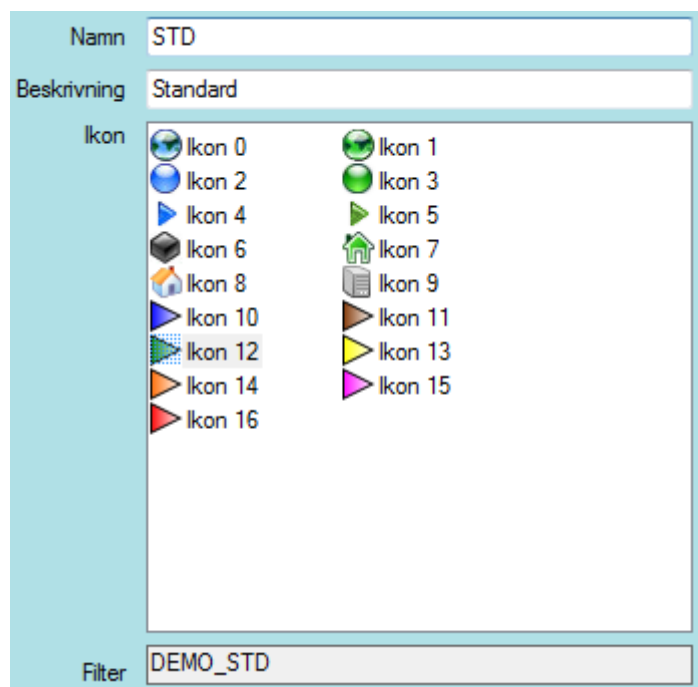 Namn STD
Beskrivning Standard
Ikon
Ikon 0 Ikon 1
Ikon 2 Ikon 3
Ikon 4 Ikon 5
Ikon 6 Ikon 7
Ikon 8 Ikon 9
Ikon 10 Ikon 11
Ikon 12 Ikon 13
Ikon 14 Ikon 15
Ikon 16
Filter DEMO_STD